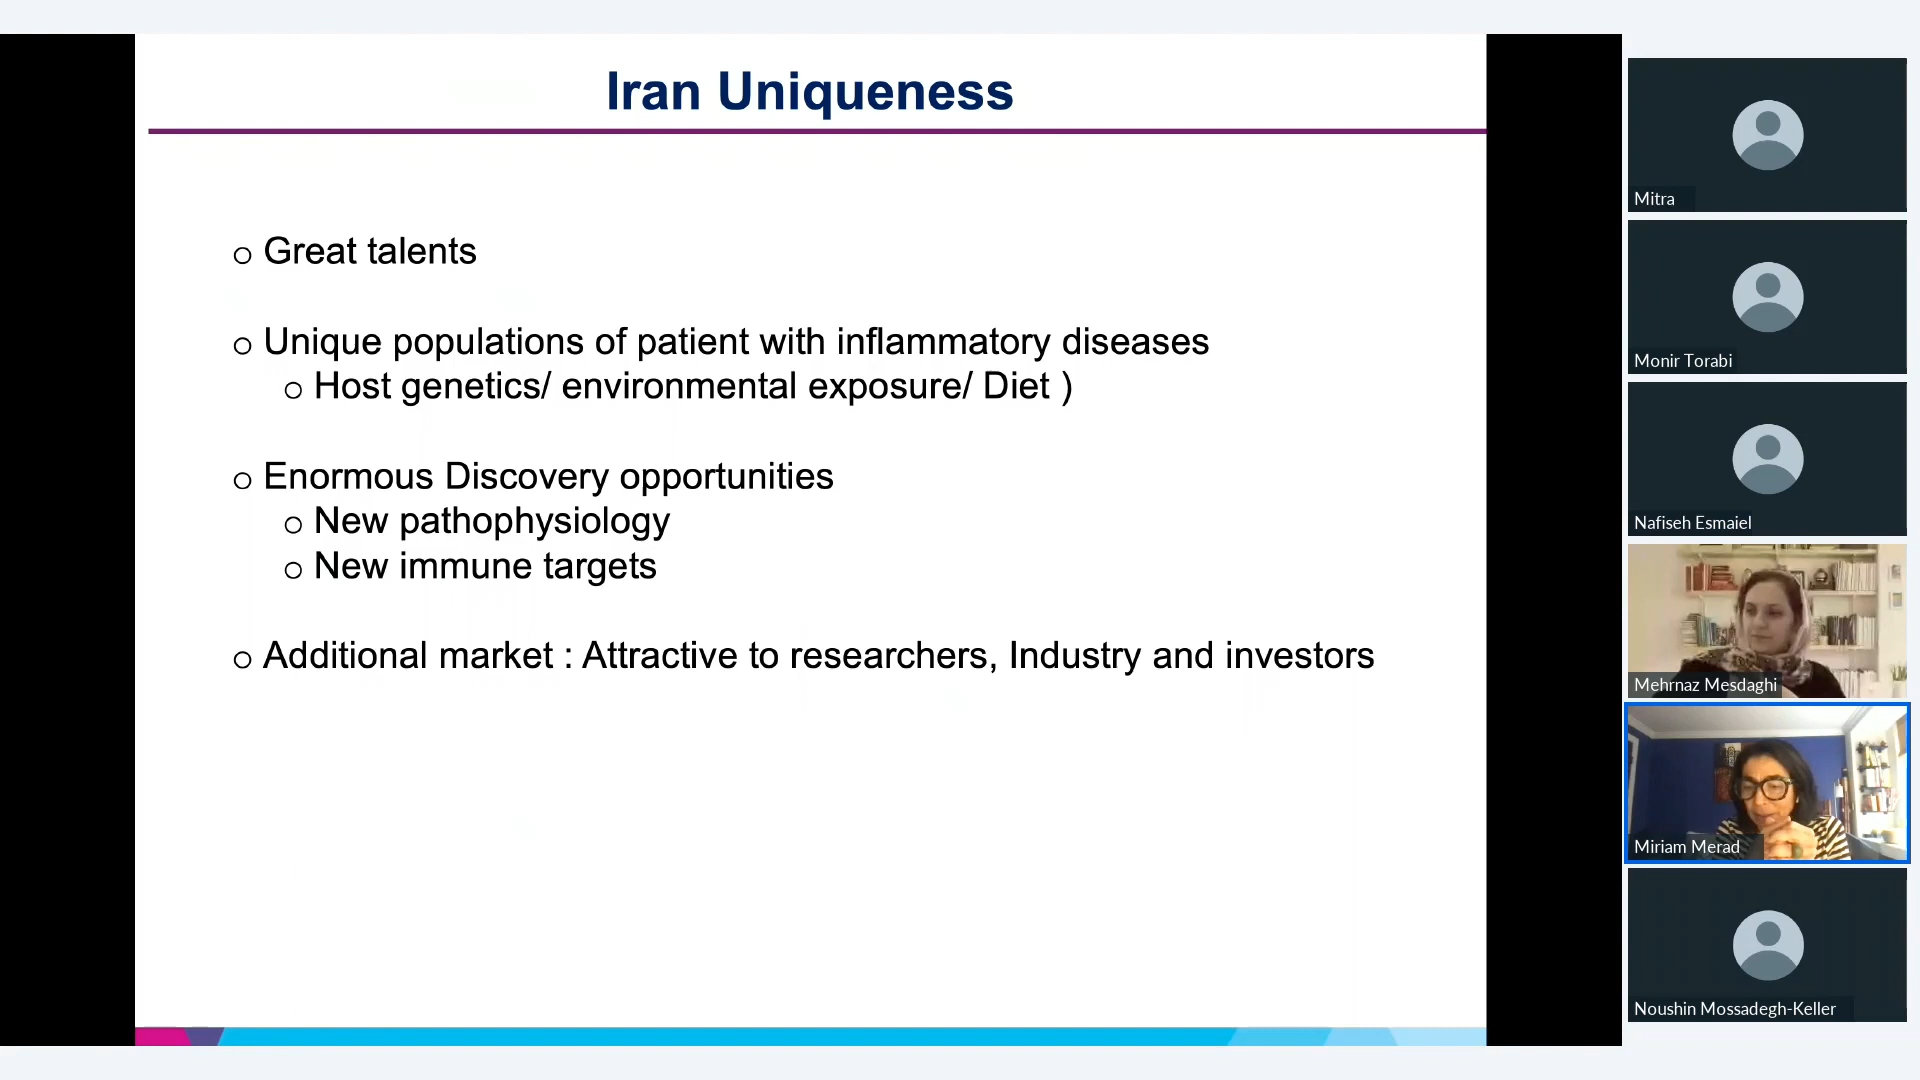 Iran Uniqueness
o Great talents
o Unique populations of patient with inflammatory diseases
o Host genetics/ environmental exposure/ Diet )
o Enormous Discovery opportunities
o New pathophysiology
o New immune targets
o Additional market : Attractive to researchers, Industry and investors
Mitra
Monir Torabi
Nafiseh Esmaiel
Mehrnaz Mesdaghi
Miriam Merad
Noushin Mossadegh-Keller